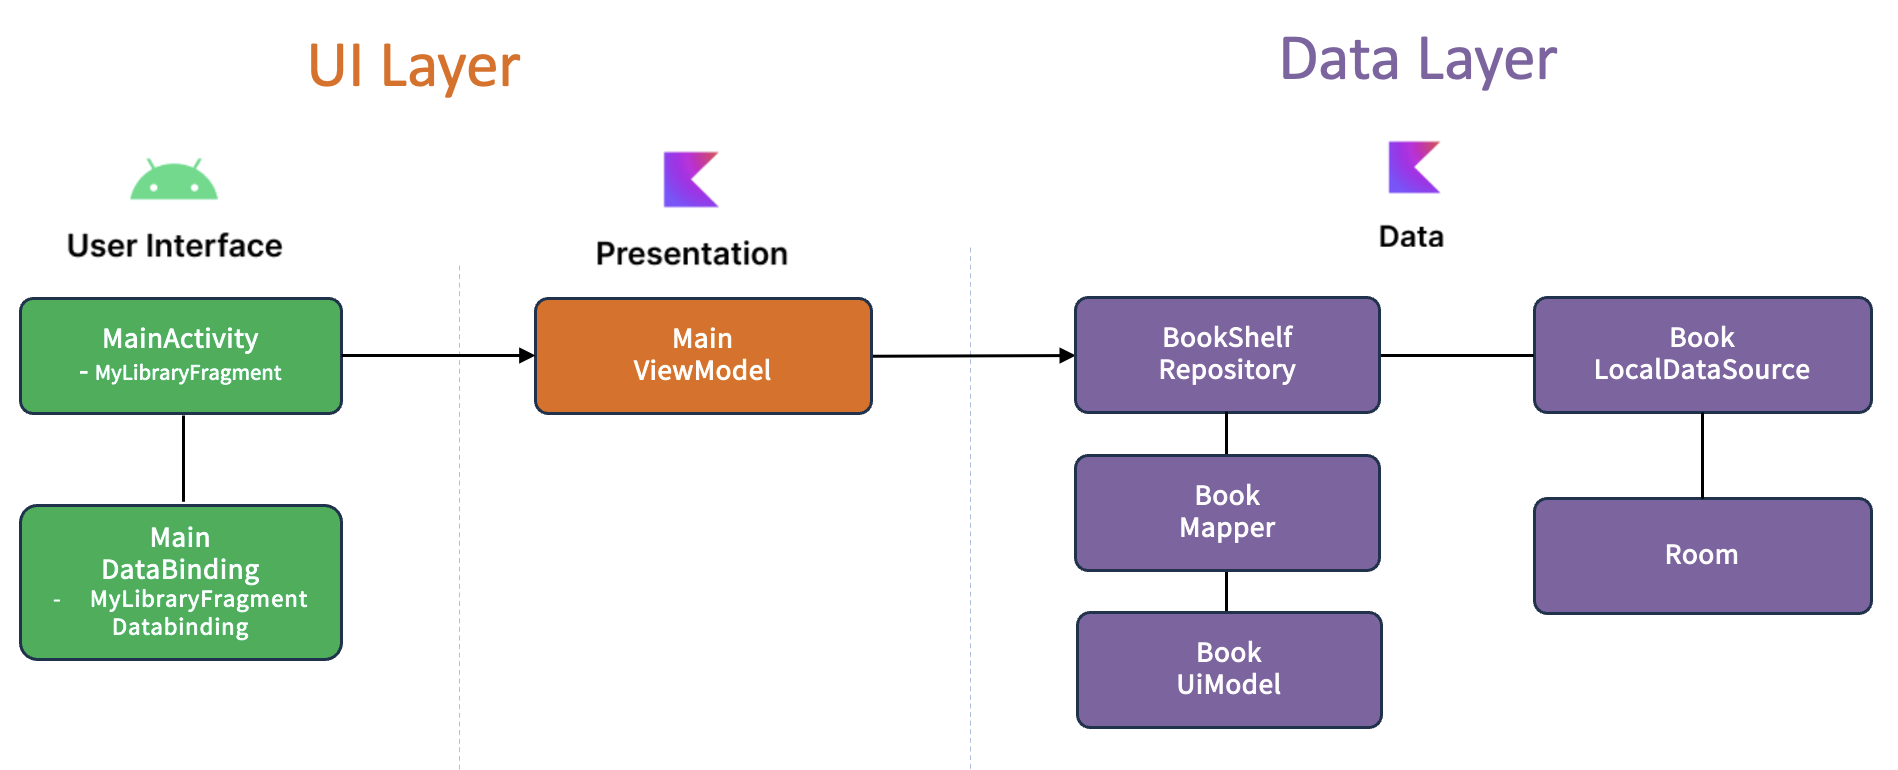 UI Layer
Data Layer
User Interface
Presentation
Data
MainActivity
- MyLibraryFragment
Main
ViewModel
BookShelf
Repository
Book
LocalDataSource
Main
DataBinding
- MyLibraryFragment
Databinding
Book
Mapper
Room
Book
UiModel